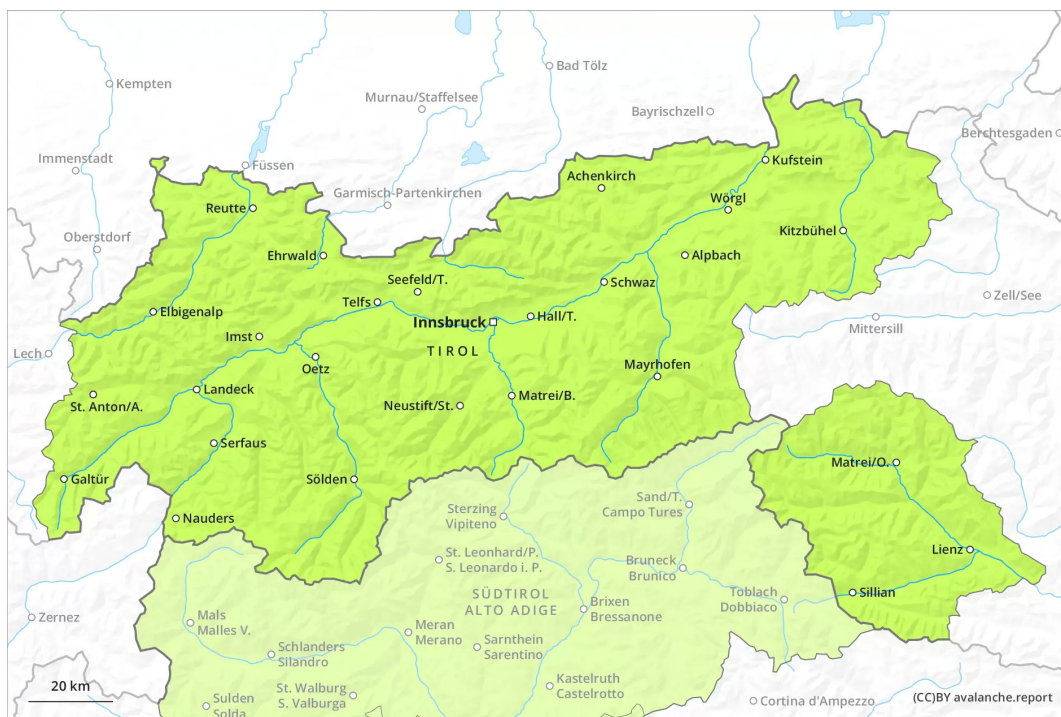 Kempten
Bad Tölz
Murnau/Staffelsee
Bayrischzell
Berchtesgaden
Immenstadt
Füssen
Kufstein
Achenkirch
Garmisch-Partenkirchen
Reutte
Wörgl
Oberstdorf
Kitzbühel
Ehrwald
Alpbach
Seefeld/T.
Schwaz
Zell/See
Telfs
Elbigenalp
Hall/T.
Innsbruck
Mittersill
Imst
Lech
TIROL
Oetz
Mayrhofen
Landeck
St. Anton/A.
Neustift/St.
Matrei/B.
Serfaus
Matrei/O.
Galtür
Sölden
Sand/T.
Campo Tures
Sterzing
Vipiteno
Nauders
Lienz
St. Leonhard/P.
S. Leonardo i. P.
Bruneck
Brunico
Sillian
SÜDTIROL
ALTO ADIGE
Toblach
Dobbiaco
Brixen
Bressanone
Zernez
Mals
Malles V.
Meran
Merano
Sarnthein
Sarentino
Schlanders
Silandro
20 km
St. Walburg
S. Valburga
Kastelruth
Castelrotto
Sulden
Solda
Cortina d'Ampezzo
(CC)BY avalanche.report